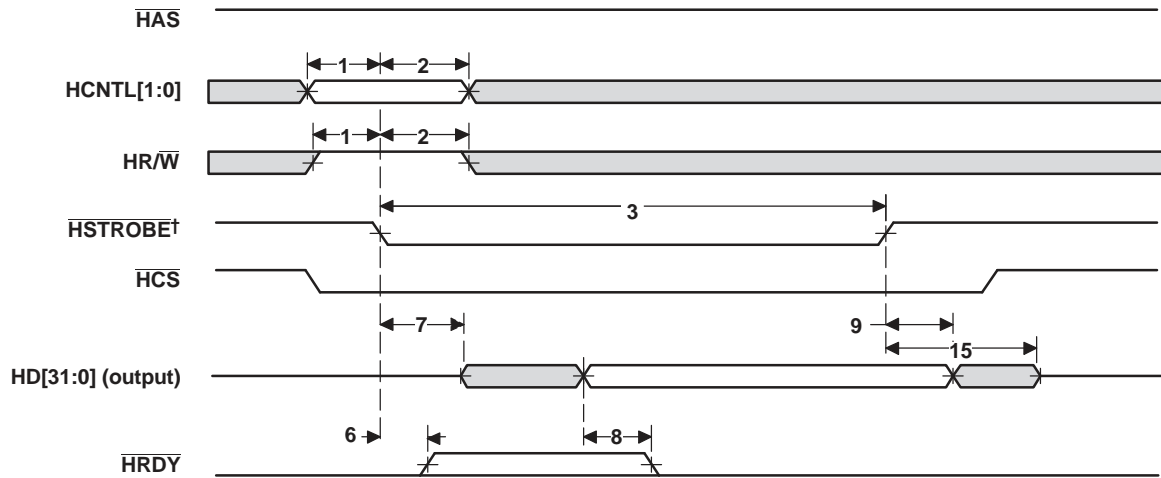 HAS
1 2
HCNTL[1:0]
1 2
HR/W
3
HSTROBE†
HCS
7 9
15
HD[31:0] (output)
6 8
HRDY